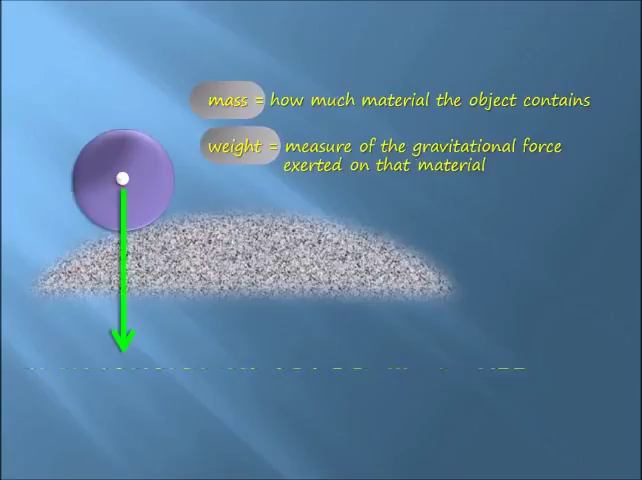 mass = how much material the object contains
weight = measure of the gravitational force
exerted on that material